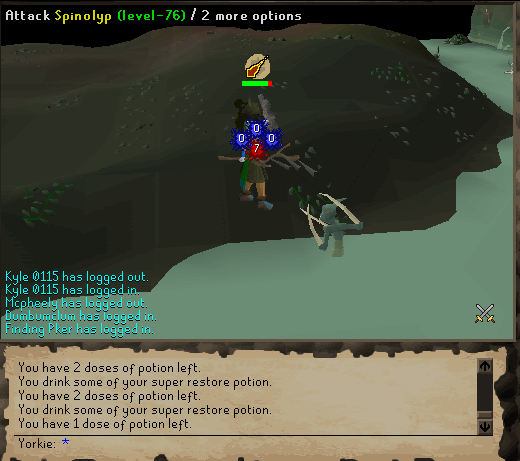 Attack Spinolyp (level-76) / 2 more options
0
0 0
7
Kyle 0115 has logged out.
Kyle 0115 has logged in.
Mcpheelg has logged out.
Dumbumalum has logged in.
Finding Pker has logged in.
You have 2 doses of potion left.
You drink some of your super restore potion.
You have 2 doses of potion left.
You drink some of your super restore potion.
You have 1 dose of potion left.
Yorkie: *